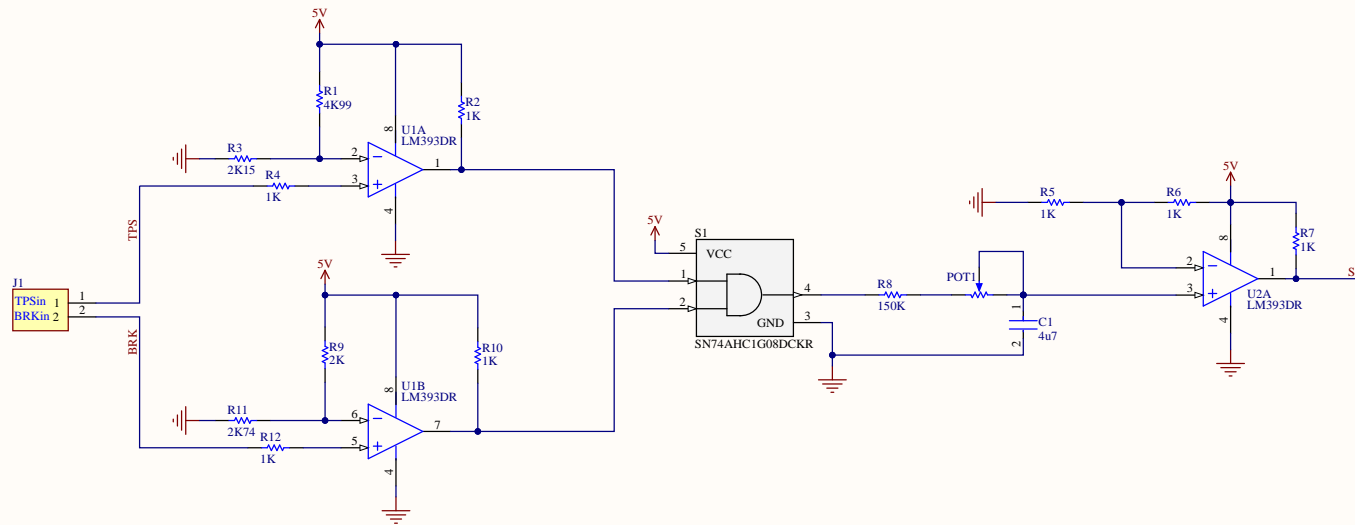 5V
R1
4K99
R2
1K
U1A
LM393DR
8
R3
2K15
2
1
R4
1K
3
4
TPS
J1
TPSin 1
BRKin 2
1
2
BRK
5V
R9
2K
R10
1K
U1B
LM393DR
8
R11
2K74
6
7
R12
1K
5
4
5V
S1
5
VCC
1
2
4
GND
3
SN74AHC1G08DCKR
R8
150K
POT1
1
C1
4u7
2
R5
1K
R6
1K
5V
8
R7
1K
2
1
3
U2A
LM393DR
4
S